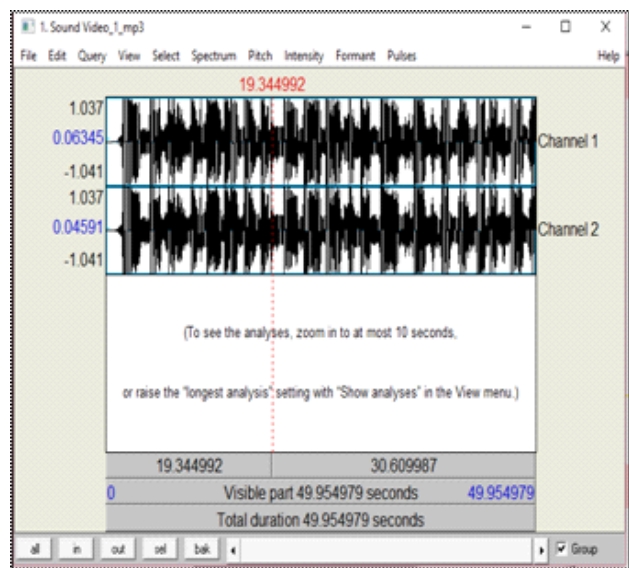 1. Sound Video_1_mp3
File Edit Query View Select Spectrum Pitch Intensity Formant Pulses Help
19.344992
1.037
0.06345 Channel 1
-1.041
1.037
0.04591 Channel 2
-1.041
(To see the analyses, zoom in to at most 10 seconds,
or raise the "longest analysis" setting with "Show analyses" in the View menu.)
19.344992 30.609987
0 Visible part 49.954979 seconds 49.954979
Total duration 49.954979 seconds
all in out sel bak Group